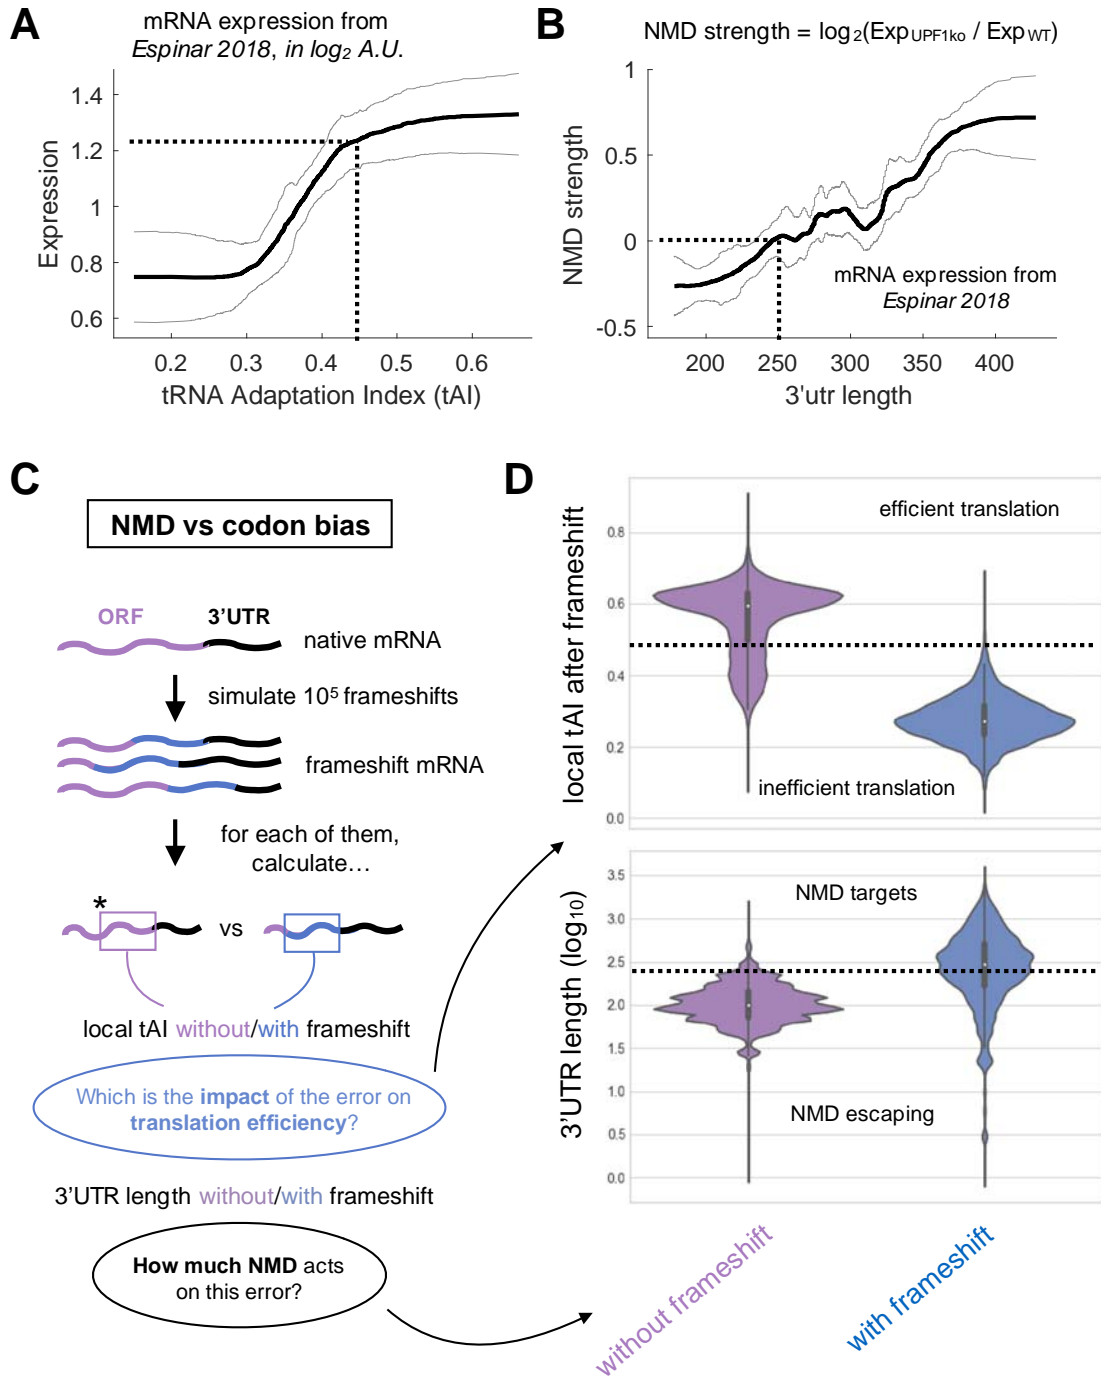 A
mRNA expression from
Espinar 2018, in log₂ A.U.
Expression
1.4
1.2
1
0.8
0.6
0.2
0.3
0.4
0.5
0.6
tRNA Adaptation Index (tAI)
B
NMD strength = log₂(Exp UPF1ko / Exp WT)
NMD strength
1
0.5
0
-0.5
mRNA expression from
Espinar 2018
200
250
300
350
400
3'utr length
C
NMD vs codon bias
ORF
3'UTR
native mRNA
simulate 10⁵ frameshifts
frameshift mRNA
for each of them,
calculate…
*
vs
local tAI without/with frameshift
Which is the impact of the error on
translation efficiency?
3'UTR length without/with frameshift
How much NMD acts
on this error?
D
local tAI after frameshift
0.8
0.6
0.4
0.2
0.0
efficient translation
inefficient translation
3'UTR length (log₁₀)
3.5
3.0
2.5
2.0
1.5
1.0
0.5
0.0
NMD targets
NMD escaping
without frameshift
with frameshift